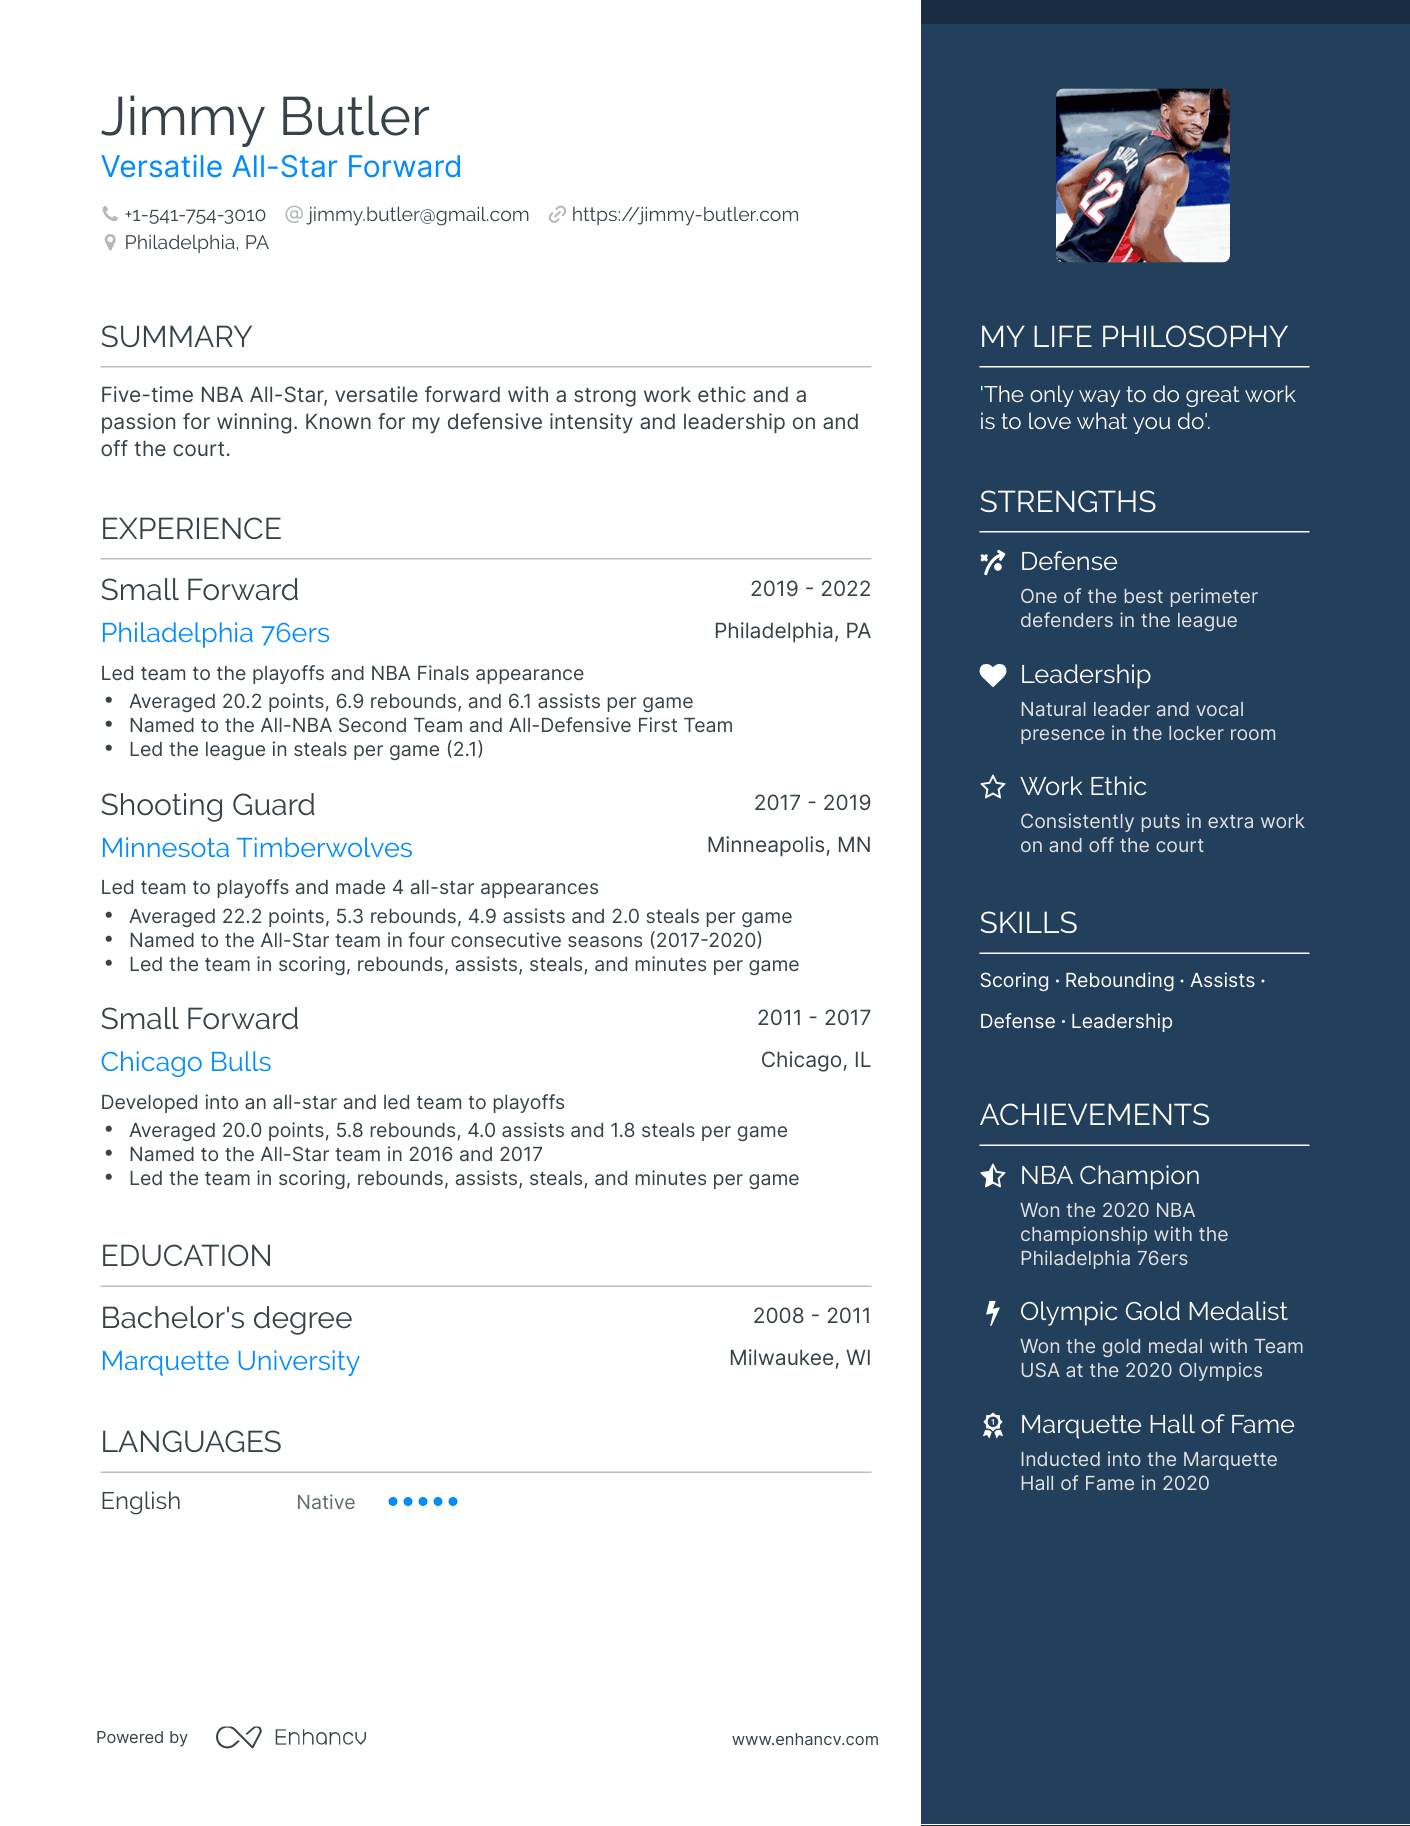 Jimmy Butler
Versatile All-Star Forward
+1-541-754-3010 @ jimmy.butler@gmail.com https://jimmy-butler.com
Philadelphia, PA
SUMMARY
Five-time NBA All-Star, versatile forward with a strong work ethic and a
passion for winning. Known for my defensive intensity and leadership on and
off the court.
EXPERIENCE
Small Forward 2019 - 2022
Philadelphia 76ers Philadelphia, PA
Led team to the playoffs and NBA Finals appearance
• Averaged 20.2 points, 6.9 rebounds, and 6.1 assists per game
• Named to the All-NBA Second Team and All-Defensive First Team
• Led the league in steals per game (2.1)
Shooting Guard 2017 - 2019
Minnesota Timberwolves Minneapolis, MN
Led team to playoffs and made 4 all-star appearances
• Averaged 22.2 points, 5.3 rebounds, 4.9 assists and 2.0 steals per game
• Named to the All-Star team in four consecutive seasons (2017-2020)
• Led the team in scoring, rebounds, assists, steals, and minutes per game
Small Forward 2011 - 2017
Chicago Bulls Chicago, IL
Developed into an all-star and led team to playoffs
• Averaged 20.0 points, 5.8 rebounds, 4.0 assists and 1.8 steals per game
• Named to the All-Star team in 2016 and 2017
• Led the team in scoring, rebounds, assists, steals, and minutes per game
EDUCATION
Bachelor's degree 2008 - 2011
Marquette University Milwaukee, WI
LANGUAGES
English Native
Powered by Enhancv www.enhancv.com
BUTLER
22
MY LIFE PHILOSOPHY
'The only way to do great work
is to love what you do'.
STRENGTHS
Defense
One of the best perimeter
defenders in the league
Leadership
Natural leader and vocal
presence in the locker room
Work Ethic
Consistently puts in extra work
on and off the court
SKILLS
Scoring · Rebounding · Assists ·
Defense · Leadership
ACHIEVEMENTS
NBA Champion
Won the 2020 NBA
championship with the
Philadelphia 76ers
Olympic Gold Medalist
Won the gold medal with Team
USA at the 2020 Olympics
Marquette Hall of Fame
Inducted into the Marquette
Hall of Fame in 2020